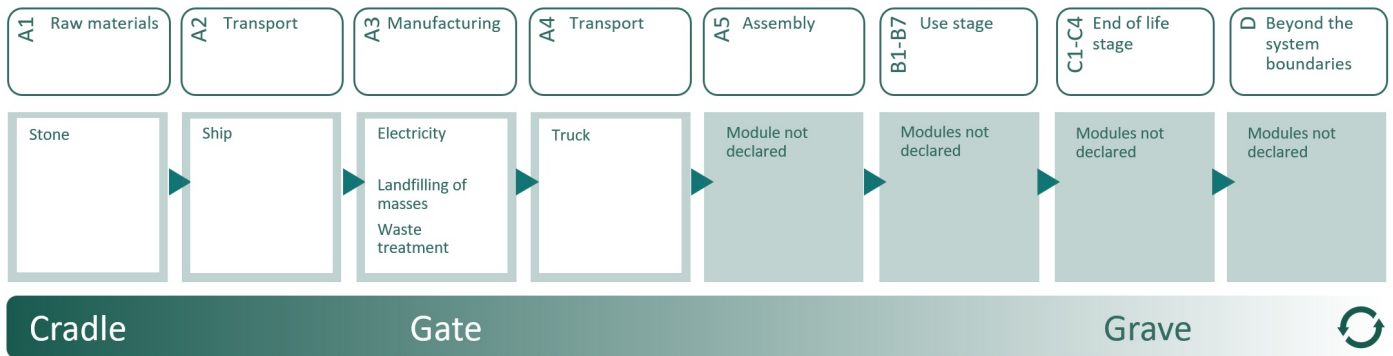 A1 Raw materials
A2 Transport
A3 Manufacturing
A4 Transport
A5 Assembly
B1-B7 Use stage
C1-C4 End of life
stage
D Beyond the
system
boundaries
Stone
Ship
Electricity
Landfilling of
masses
Waste
treatment
Truck
Module not
declared
Modules not
declared
Modules not
declared
Modules not
declared
Cradle
Gate
Grave